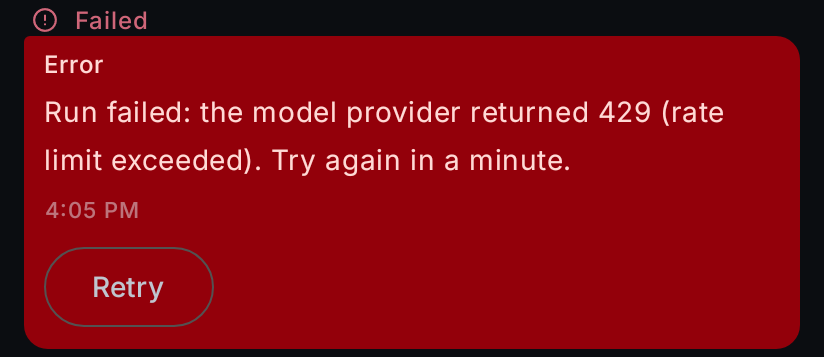 Failed
Error
Run failed: the model provider returned 429 (rate
limit exceeded). Try again in a minute.
4:05 PM
Retry